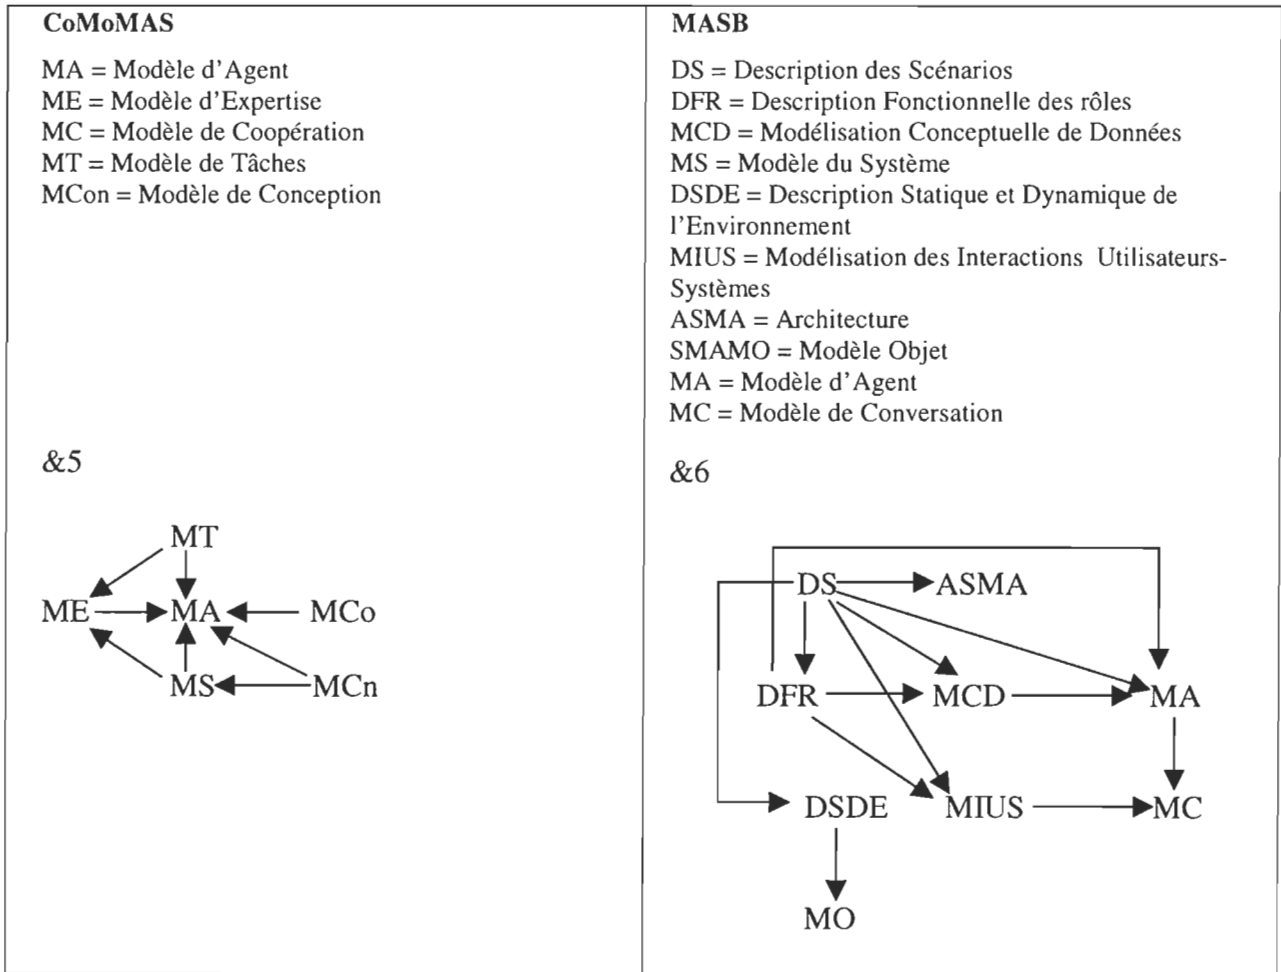 CoMoMAS
MA = Modèle d'Agent
ME = Modèle d'Expertise
MC = Modèle de Coopération
MT = Modèle de Tâches
MCon = Modèle de Conception
&5
MT
ME MA MCo
MS MCn
MASB
DS = Description des Scénarios
DFR = Description Fonctionnelle des rôles
MCD = Modélisation Conceptuelle de Données
MS = Modèle du Système
DSDE = Description Statique et Dynamique de
l'Environnement
MIUS = Modélisation des Interactions Utilisateurs-
Systèmes
ASMA = Architecture
SMAMO = Modèle Objet
MA = Modèle d'Agent
MC = Modèle de Conversation
&6
DS ASMA
DFR MCD MA
DSDE MIUS MC
MO